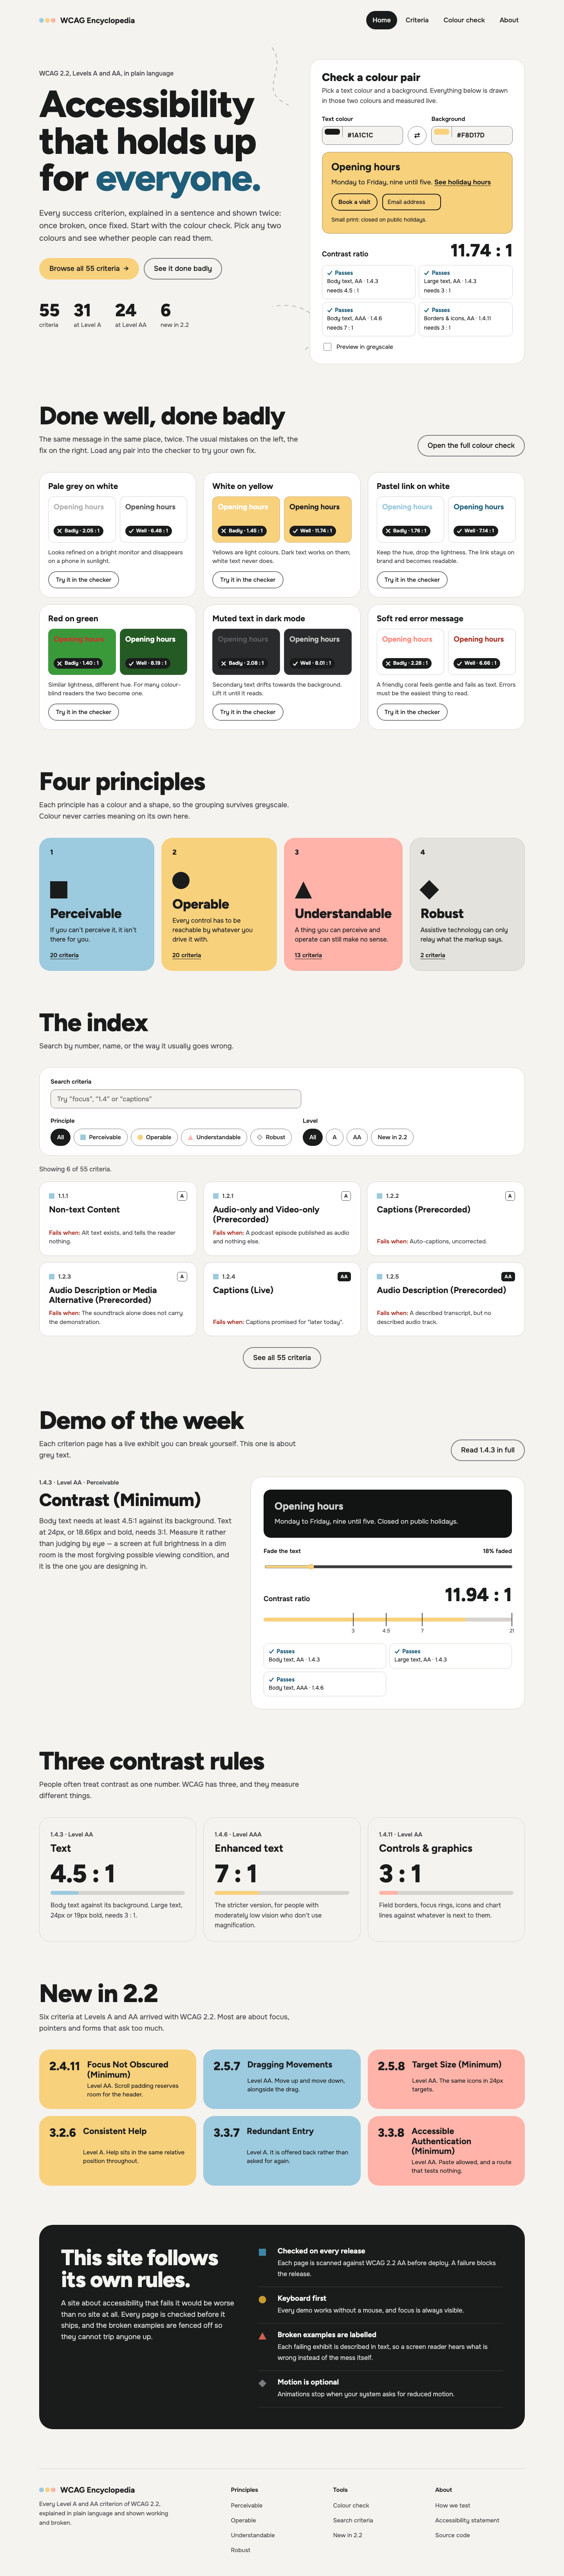 WCAG Encyclopedia
Home
Criteria
Colour check
About
WCAG 2.2, Levels A and AA, in plain language
Accessibility
that holds up
for everyone.
Every success criterion, explained in a sentence and shown twice:
once broken, once fixed. Start with the colour check. Pick any two
colours and see whether people can read them.
Browse all 55 criteria →
See it done badly
55
criteria
31
at Level A
24
at Level AA
6
new in 2.2
Check a colour pair
Pick a text colour and a background. Everything below is drawn
in those two colours and measured live.
Text colour
Background
#1A1C1C
⇄
#F8D17D
Opening hours
Monday to Friday, nine until five. See holiday hours
Book a visit
Email address
Small print: closed on public holidays.
Contrast ratio
11.74 : 1
✓ Passes
Body text, AA · 1.4.3
needs 4.5 : 1
✓ Passes
Large text, AA · 1.4.3
needs 3 : 1
✓ Passes
Body text, AAA · 1.4.6
needs 7 : 1
✓ Passes
Borders & icons, AA · 1.4.11
needs 3 : 1
Preview in greyscale
Done well, done badly
The same message in the same place, twice. The usual mistakes on the left, the
fix on the right. Load any pair into the checker to try your own fix.
Open the full colour check
Pale grey on white
Opening hours
Opening hours
✕ Badly · 2.05 : 1
✓ Well · 6.48 : 1
Looks refined on a bright monitor and disappears
on a phone in sunlight.
Try it in the checker
White on yellow
Opening hours
Opening hours
✕ Badly · 1.45 : 1
✓ Well · 11.74 : 1
Yellows are light colours. Dark text works on them;
white text never does.
Try it in the checker
Pastel link on white
Opening hours
Opening hours
✕ Badly · 1.76 : 1
✓ Well · 7.14 : 1
Keep the hue, drop the lightness. The link stays on
brand and becomes readable.
Try it in the checker
Red on green
Opening hours
Opening hours
✕ Badly · 1.40 : 1
✓ Well · 8.19 : 1
Similar lightness, different hue. For many colour-
blind readers the two become one.
Try it in the checker
Muted text in dark mode
Opening hours
Opening hours
✕ Badly · 2.08 : 1
✓ Well · 8.01 : 1
Secondary text drifts towards the background.
Lift it until it reads.
Try it in the checker
Soft red error message
Opening hours
Opening hours
✕ Badly · 2.28 : 1
✓ Well · 6.66 : 1
A friendly coral feels gentle and fails as text. Errors
must be the easiest thing to read.
Try it in the checker
Four principles
Each principle has a colour and a shape, so the grouping survives greyscale.
Colour never carries meaning on its own here.
1
Perceivable
If you can't perceive it, it isn't
there for you.
20 criteria
2
Operable
Every control has to be
reachable by whatever you
drive it with.
20 criteria
3
Understandable
A thing you can perceive and
operate can still make no sense.
13 criteria
4
Robust
Assistive technology can only
relay what the markup says.
2 criteria
The index
Search by number, name, or the way it usually goes wrong.
Search criteria
Try "focus", "1.4" or "captions"
Principle
All
Perceivable
Operable
Understandable
Robust
Level
All
A
AA
New in 2.2
Showing 6 of 55 criteria.
1.1.1
A
Non-text Content
Fails when: Alt text exists, and tells the reader
nothing.
1.2.1
A
Audio-only and Video-only
(Prerecorded)
Fails when: A podcast episode published as audio
and nothing else.
1.2.2
A
Captions (Prerecorded)
Fails when: Auto-captions, uncorrected.
1.2.3
A
Audio Description or Media
Alternative (Prerecorded)
Fails when: The soundtrack alone does not carry
the demonstration.
1.2.4
AA
Captions (Live)
Fails when: Captions promised for "later today".
1.2.5
AA
Audio Description (Prerecorded)
Fails when: A described transcript, but no
described audio track.
See all 55 criteria
Demo of the week
Each criterion page has a live exhibit you can break yourself. This one is about
grey text.
Read 1.4.3 in full
1.4.3 · Level AA · Perceivable
Contrast (Minimum)
Body text needs at least 4.5:1 against its background. Text
at 24px, or 18.66px and bold, needs 3:1. Measure it rather
than judging by eye — a screen at full brightness in a dim
room is the most forgiving possible viewing condition, and
it is the one you are designing in.
Opening hours
Monday to Friday, nine until five. Closed on public holidays.
Fade the text
18% faded
Contrast ratio
11.94 : 1
3
4.5
7
21
✓ Passes
Body text, AA · 1.4.3
✓ Passes
Large text, AA · 1.4.3
✓ Passes
Body text, AAA · 1.4.6
Three contrast rules
People often treat contrast as one number. WCAG has three, and they measure
different things.
1.4.3 · Level AA
Text
4.5 : 1
Body text against its background. Large text,
24px or 19px bold, needs 3 : 1.
1.4.6 · Level AAA
Enhanced text
7 : 1
The stricter version, for people with
moderately low vision who don't use
magnification.
1.4.11 · Level AA
Controls & graphics
3 : 1
Field borders, focus rings, icons and chart
lines against whatever is next to them.
New in 2.2
Six criteria at Levels A and AA arrived with WCAG 2.2. Most are about focus,
pointers and forms that ask too much.
2.4.11
Focus Not Obscured
(Minimum)
Level AA. Scroll padding reserves
room for the header.
2.5.7
Dragging Movements
Level AA. Move up and move down,
alongside the drag.
2.5.8
Target Size (Minimum)
Level AA. The same icons in 24px
targets.
3.2.6
Consistent Help
Level A. Help sits in the same relative
position throughout.
3.3.7
Redundant Entry
Level A. It is offered back rather than
asked for again.
3.3.8
Accessible
Authentication
(Minimum)
Level AA. Paste allowed, and a route
that tests nothing.
This site follows
its own rules.
A site about accessibility that fails it would be worse
than no site at all. Every page is checked before it
ships, and the broken examples are fenced off so
they cannot trip anyone up.
Checked on every release
Each page is scanned against WCAG 2.2 AA before deploy. A failure blocks
the release.
Keyboard first
Every demo works without a mouse, and focus is always visible.
Broken examples are labelled
Each failing exhibit is described in text, so a screen reader hears what is
wrong instead of the mess itself.
Motion is optional
Animations stop when your system asks for reduced motion.
WCAG Encyclopedia
Every Level A and AA criterion of WCAG 2.2,
explained in plain language and shown working
and broken.
Principles
Perceivable
Operable
Understandable
Robust
Tools
Colour check
Search criteria
New in 2.2
About
How we test
Accessibility statement
Source code